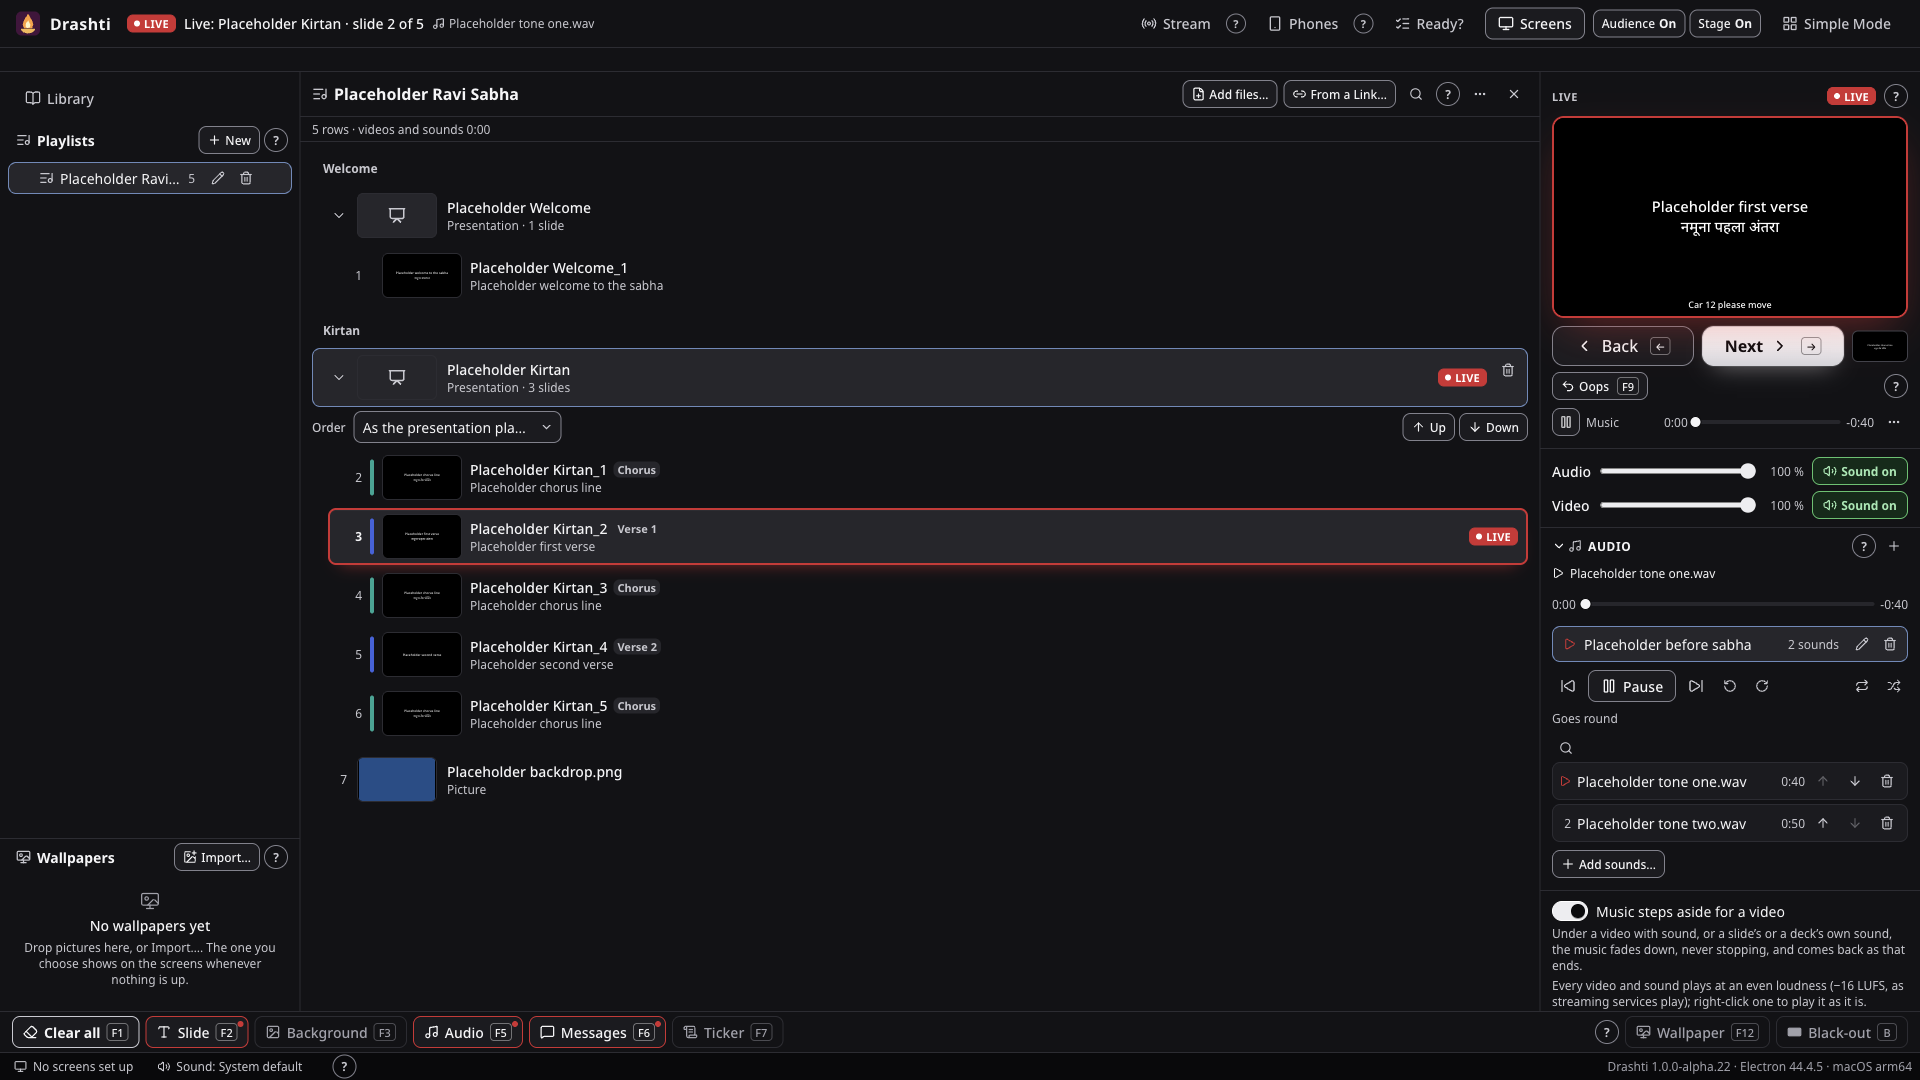 Drashti
LIVE
Live: Placeholder Kirtan · slide 2 of 5
Placeholder tone one.wav
Stream
?
Phones
?
Ready?
Screens
Audience On
Stage On
Simple Mode
Library
Playlists
New
?
Placeholder Ravi...
5
Wallpapers
Import...
?
No wallpapers yet
Drop pictures here, or Import.... The one you
choose shows on the screens whenever
nothing is up.
Placeholder Ravi Sabha
Add files...
From a Link...
?
5 rows · videos and sounds 0:00
Welcome
Placeholder Welcome
Presentation · 1 slide
1
Placeholder Welcome_1
Placeholder welcome to the sabha
Kirtan
Placeholder Kirtan
Presentation · 3 slides
LIVE
Order
As the presentation pla...
Up
Down
2
Placeholder Kirtan_1 Chorus
Placeholder chorus line
3
Placeholder Kirtan_2 Verse 1
Placeholder first verse
LIVE
4
Placeholder Kirtan_3 Chorus
Placeholder chorus line
5
Placeholder Kirtan_4 Verse 2
Placeholder second verse
6
Placeholder Kirtan_5 Chorus
Placeholder chorus line
7
Placeholder backdrop.png
Picture
LIVE
LIVE
?
Placeholder first verse
नमूना पहला अंतरा
Car 12 please move
Back
Next
Oops F9
?
Music
0:00
-0:40
Audio
100 %
Sound on
Video
100 %
Sound on
AUDIO
?
Placeholder tone one.wav
0:00
-0:40
Placeholder before sabha
2 sounds
Pause
Goes round
Placeholder tone one.wav
0:40
2 Placeholder tone two.wav
0:50
Add sounds...
Music steps aside for a video
Under a video with sound, or a slide's or a deck's own sound,
the music fades down, never stopping, and comes back as that
ends.
Every video and sound plays at an even loudness (−16 LUFS, as
streaming services play); right-click one to play it as it is.
Clear all F1
Slide F2
Background F3
Audio F5
Messages F6
Ticker F7
?
Wallpaper F12
Black-out B
No screens set up
Sound: System default
?
Drashti 1.0.0-alpha.22 · Electron 44.4.5 · macOS arm64